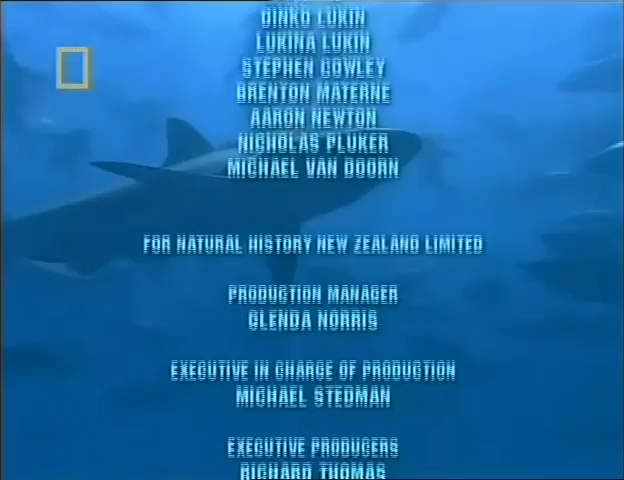 DINKO LUKIN
LUKINA LUKIN
STEPHEN COWLEY
BRENTON MATERNE
AARON NEWTON
NICHOLAS PLUKER
MICHAEL VAN DOORN
FOR NATURAL HISTORY NEW ZEALAND LIMITED
PRODUCTION MANAGER
GLENDA NORRIS
EXECUTIVE IN CHARGE OF PRODUCTION
MICHAEL STEDMAN
EXECUTIVE PRODUCERS
RICHARD THOMAS